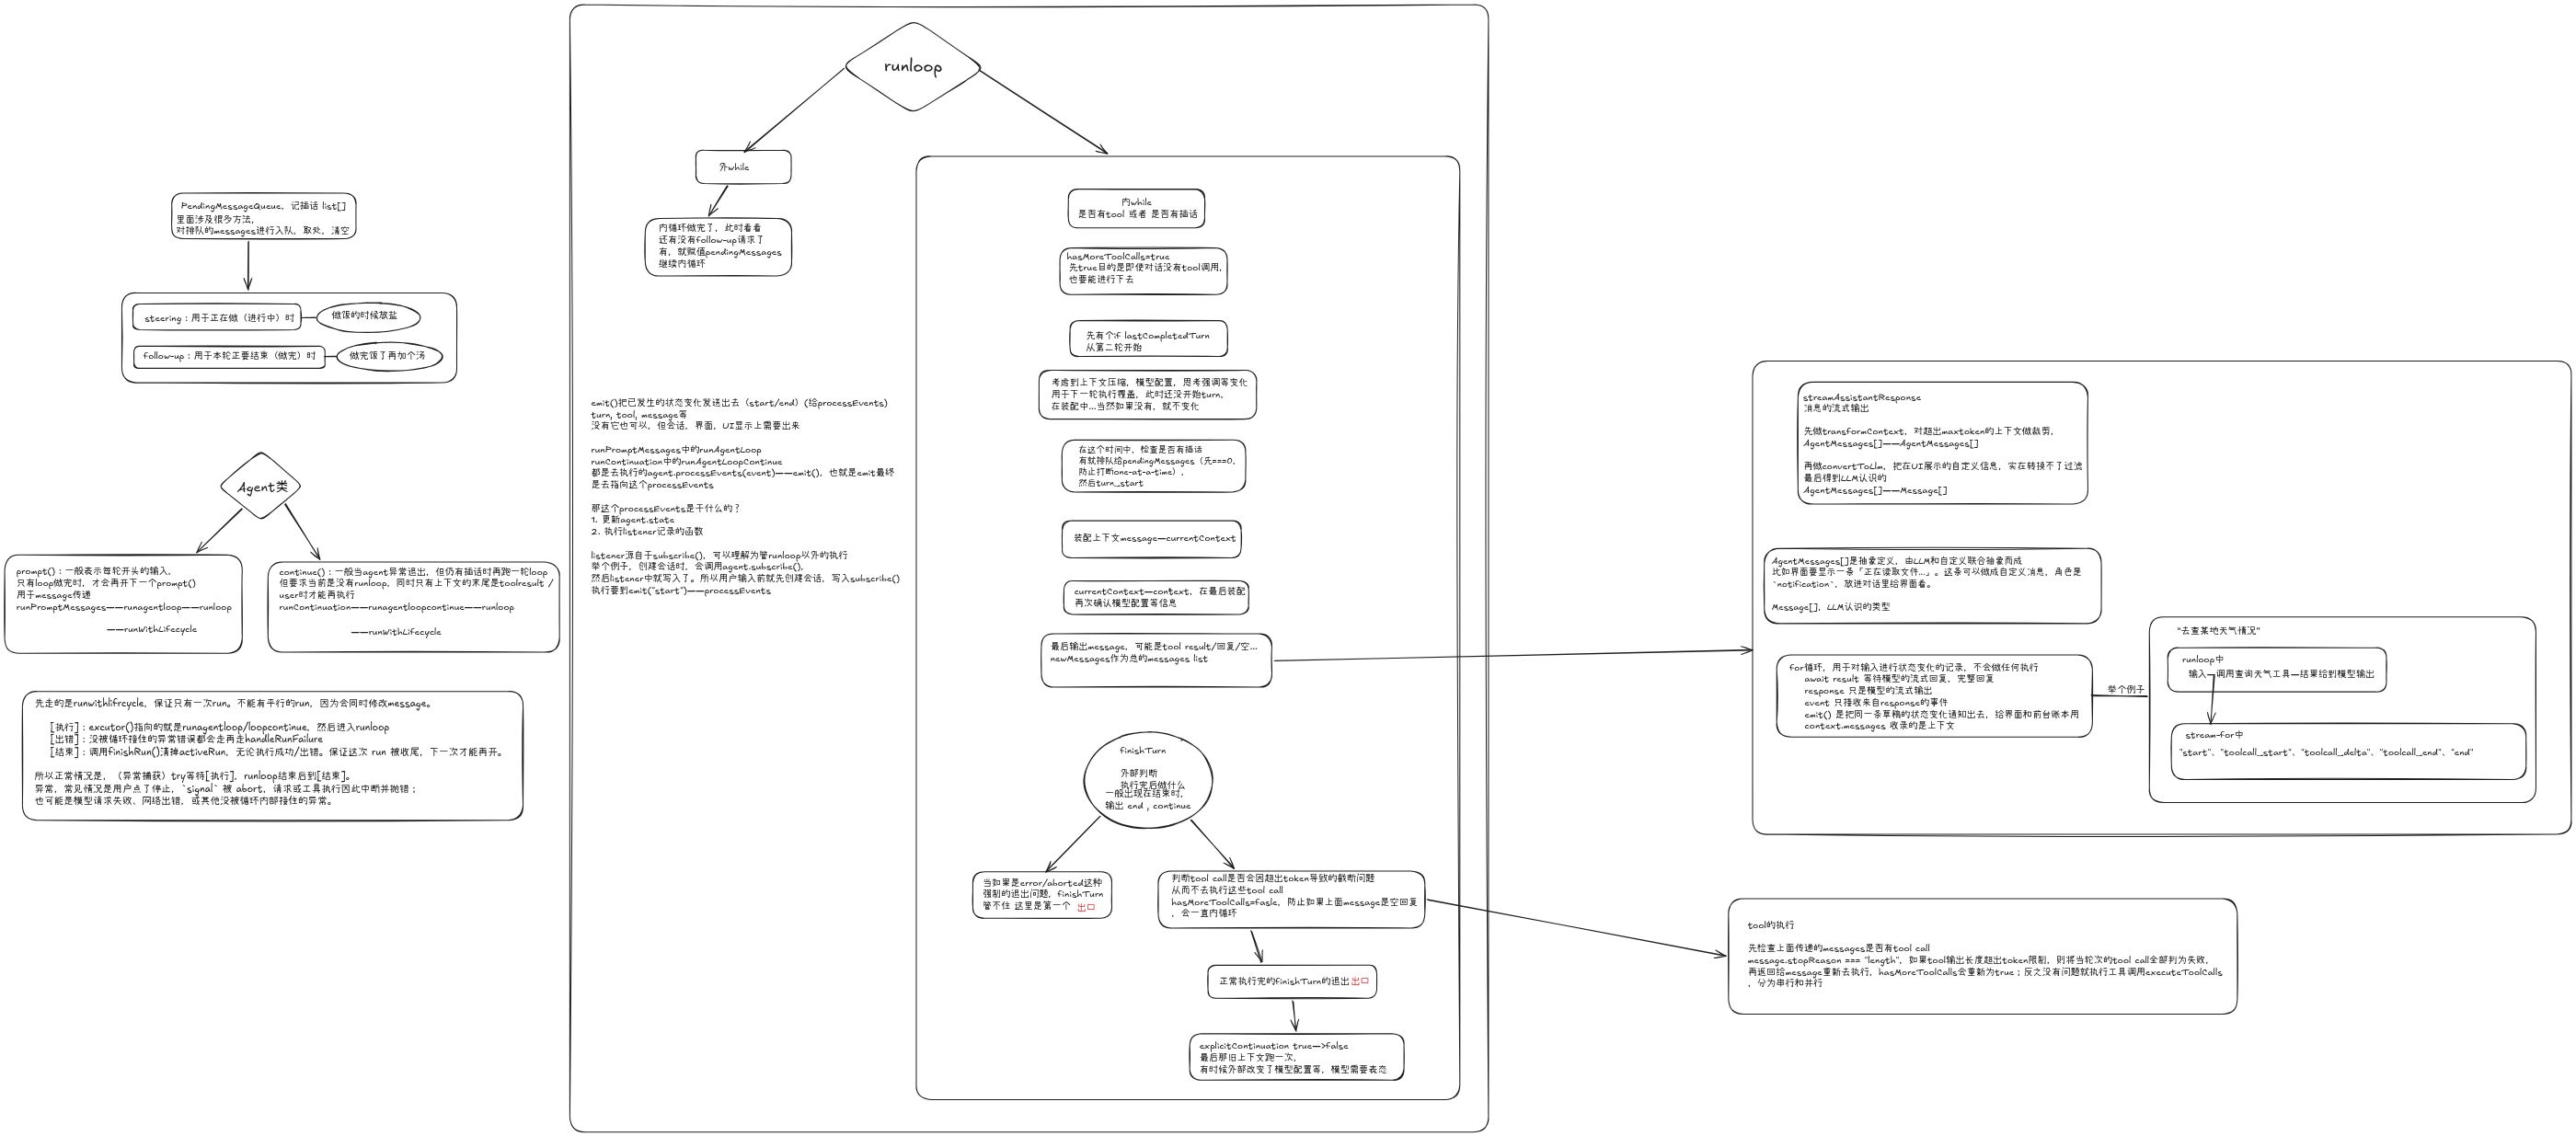 PendingMessageQueue，记插话 list[]
里面涉及很多方法，
对排队的messages进行入队，取处，清空
steering：用于正在做（进行中）时
做饭的时候放盐
follow-up：用于本轮正要结束（做完）时
做完饭了再加个汤
Agent类
prompt()：一般表示每轮开头的输入，
只有loop做完时，才会再开下一个prompt()
用于message传递
runPromptMessages——runagentloop——runloop
——runWithLifecycle
continue()：一般当agent异常退出，但仍有插话时再跑一轮loop
但要求当前是没有runloop，同时只有上下文的末尾是toolresult /
user时才能再执行
runContinuation——runagentloopcontinue——runloop
——runWithLifecycle
先走的是runwithlifrcycle，保证只有一次run。不能有平行的run，因为会同时修改message。
[执行]：excutor()指向的就是runagentloop/loopcontinue，然后进入runloop
[出错]：没被循环接住的异常错误都会走再走handleRunFailure
[结束]：调用finishRun()清掉activeRun，无论执行成功/出错。保证这次 run 被收尾，下一次才能再开。
所以正常情况是，（异常捕获）try等待[执行]，runloop结束后到[结束]。
异常，常见情况是用户点了停止，`signal` 被 abort，请求或工具执行因此中断并抛错；
也可能是模型请求失败、网络出错，或其他没被循环内部接住的异常。
runloop
外while
内循环做完了，此时看看
还有没有follow-up请求了
有，就赋值pendingMessages
继续内循环
emit()把已发生的状态变化发送出去（start/end）(给processEvents)
turn, tool, message等
没有它也可以，但会话，界面，UI显示上需要出来
runPromptMessages中的runAgentLoop
runContinuation中的runAgentLoopContinue
都是去执行的agent.processEvents(event)——emit()，也就是emit最终
是去指向这个processEvents
那这个processEvents是干什么的？
1. 更新agent.state
2. 执行listener记录的函数
listener源自于subscribe()，可以理解为管runloop以外的执行
举个例子，创建会话时，会调用agent.subscribe()，
然后listener中就写入了。所以用户输入前就先创建会话，写入subscribe()
执行要到emit("start")——processEvents
内while
是否有tool 或者 是否有插话
hasMoreToolCalls=true
先true目的是即使对话没有tool调用，
也要能进行下去
先有个if lastCompletedTurn
从第二轮开始
考虑到上下文压缩，模型配置，思考强调等变化
用于下一轮执行覆盖，此时还没开始turn，
在装配中...当然如果没有，就不变化
在这个时间中，检查是否有插话
有就排队给pendingMessages（先===0，
防止打断one-at-a-time），
然后turn_start
装配上下文message—currentContext
currentContext—context，在最后装配
再次确认模型配置等信息
最后输出message，可能是tool result/回复/空...
newMessages作为总的messages list
finishTurn
外部判断
执行完后做什么
一般出现在结束时，
输出 end , continue
当如果是error/aborted这种
强制的退出问题，finishTurn
管不住 这里是第一个 出口
判断tool call是否会因超出token导致的截断问题
从而不去执行这些tool call
hasMoreToolCalls=fasle，防止如果上面message是空回复
，会一直内循环
正常执行完的finishTurn的退出 出口
explicitContinuation true—>false
最后那旧上下文跑一次，
有时候外部改变了模型配置等，模型需要表态
streamAssistantResponse
消息的流式输出
先做transformContext，对超出maxtoken的上下文做裁剪，
AgentMessages[]——AgentMessages[]
再做convertToLlm，把在UI展示的自定义信息，实在转换不了过滤
最后得到LLM认识的
AgentMessages[]——Message[]
AgentMessages[]是抽象定义，由LLM和自定义联合抽象而成
比如界面要显示一条「正在读取文件...」。这条可以做成自定义消息，角色是
`notification`，放进对话里给界面看。
Message[]，LLM认识的类型
for循环，用于对输入进行状态变化的记录，不会做任何执行
await result 等待模型的流式回复，完整回复
response 只是模型的流式输出
event 只接收来自response的事件
emit() 是把同一条草稿的状态变化通知出去，给界面和前台账本用
context.messages 收录的是上下文
举个例子
"去查某地天气情况"
runloop中
输入—调用查询天气工具—结果给到模型输出
stream-for中
"start"、"toolcall_start"、"toolcall_delta"、"toolcall_end"、"end"
tool的执行
先检查上面传递的messages是否有tool call
message.stopReason === "length"，如果tool输出长度超出token限制，则将当轮次的tool call全部判为失败，
再返回给message重新去执行，hasMoreToolCalls会重新为true；反之没有问题就执行工具调用executeToolCalls
，分为串行和并行